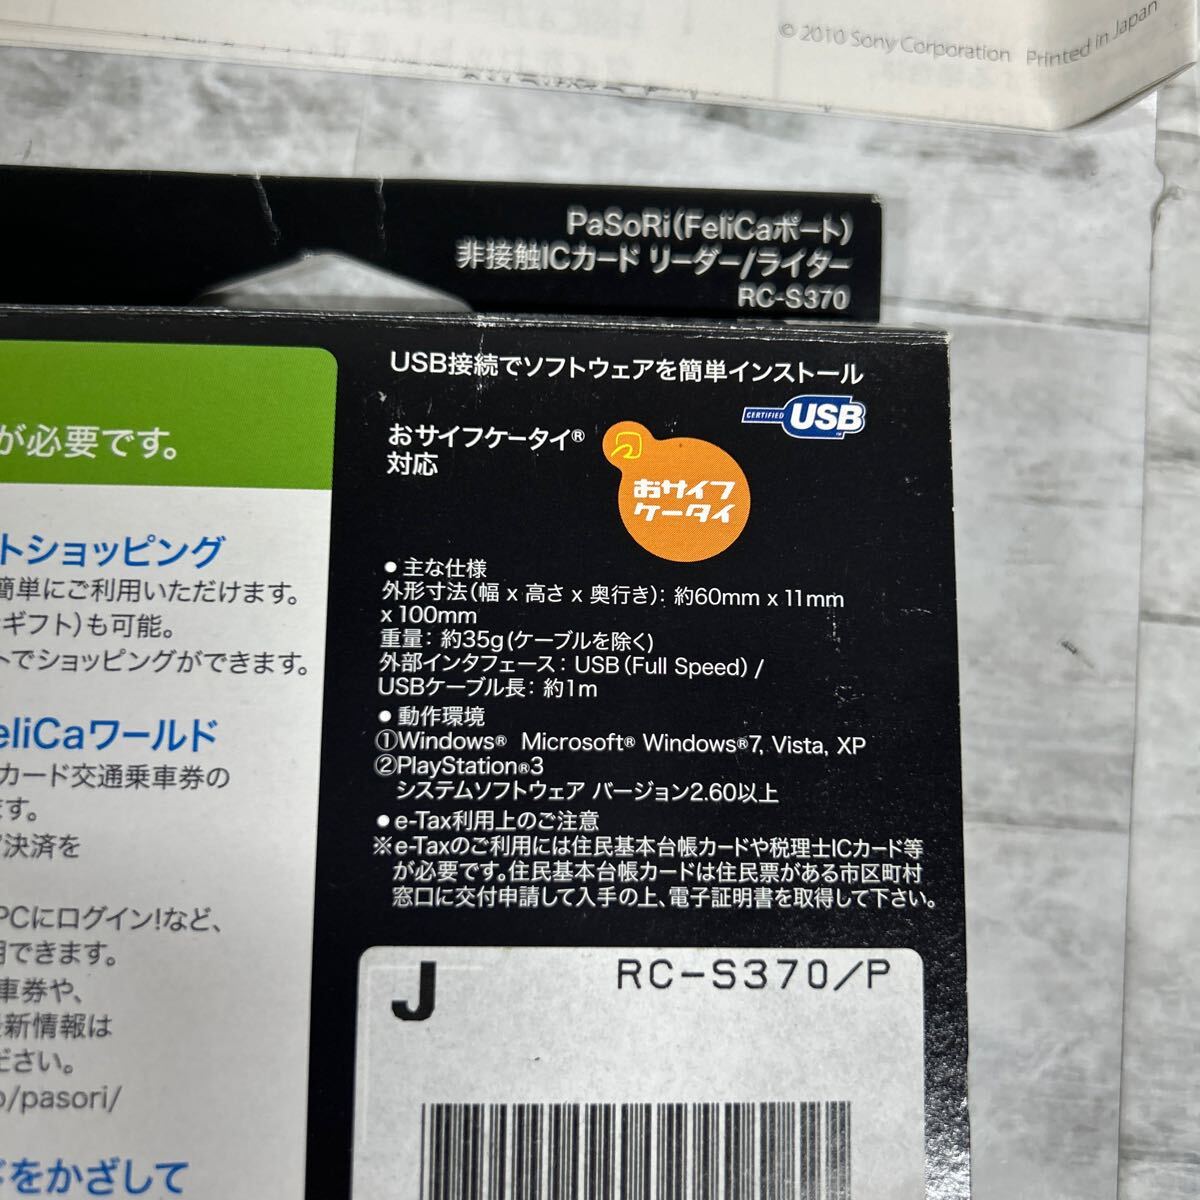 © 2010 Sony Corporation Printed in Japan
PaSoRi(FeliCaポート)
非接触ICカード リーダー/ライター
RC-S370
USB接続でソフトウェアを簡単インストール
CERTIFIED USB
おサイフケータイ®
対応
おサイフ
ケータイ
●主な仕様
外形寸法(幅 x 高さ x 奥行き): 約60mm x 11mm
x 100mm
重量: 約35g(ケーブルを除く)
外部インタフェース: USB(Full Speed) /
USBケーブル長: 約1m
●動作環境
①Windows® Microsoft® Windows®7, Vista, XP
②PlayStation®3
システムソフトウェア バージョン2.60以上
●e-Tax利用上のご注意
※e-Taxのご利用には住民基本台帳カードや税理士ICカード等
が必要です。住民基本台帳カードは住民票がある市区町村
窓口に交付申請して入手の上、電子証明書を取得して下さい。
J RC-S370/P
が必要です。
トショッピング
簡単にご利用いただけます。
ギフト)も可能。
トでショッピングができます。
eliCaワールド
カード交通乗車券の
ます。
決済を
PCにログイン!など、
用できます。
車券や、
最新情報は
ださい。
o/pasori/
ドをかざして